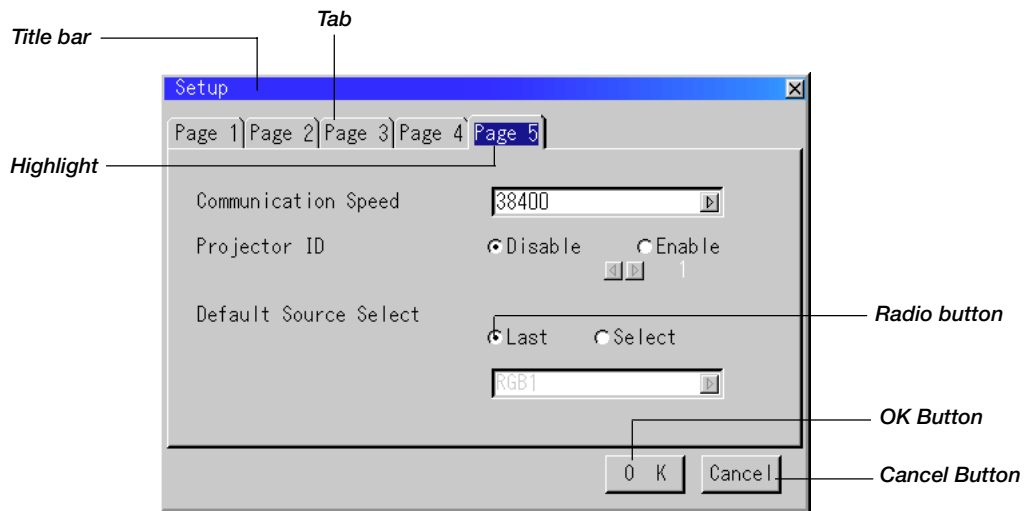 Tab
Title bar
Setup
Page 1 Page 2 Page 3 Page 4 Page 5
Highlight
Communication Speed 38400
Projector ID Disable Enable
1
Default Source Select
Radio button
Last Select
RGB1
OK Button
O K Cancel
Cancel Button